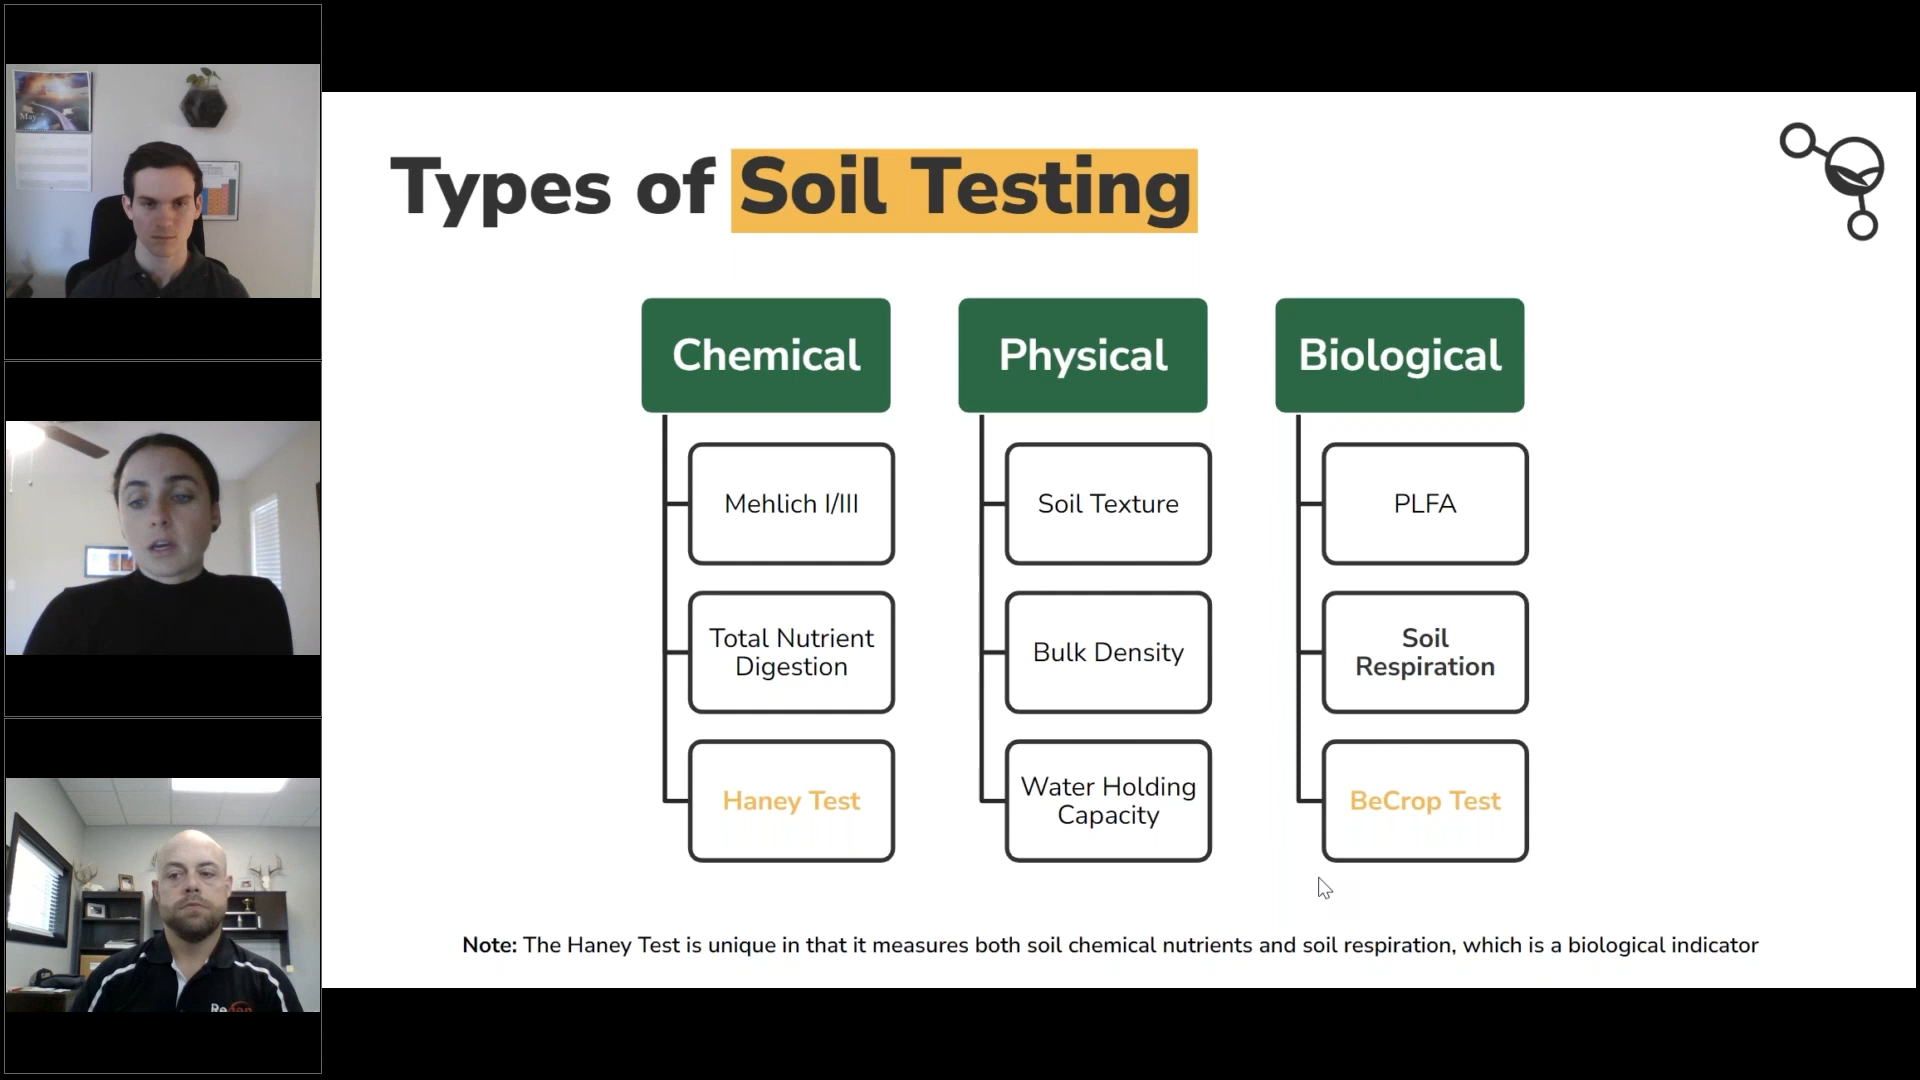 May
Types of Soil Testing
Chemical
Physical
Biological
Mehlich I/III
Soil Texture
PLFA
Total Nutrient
Digestion
Bulk Density
Soil
Respiration
Haney Test
Water Holding
Capacity
BeCrop Test
Note: The Haney Test is unique in that it measures both soil chemical nutrients and soil respiration, which is a biological indicator